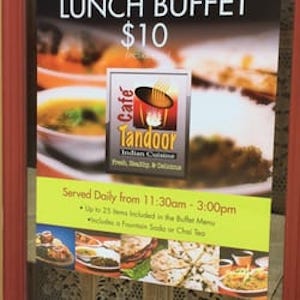 LUNCH BUFFET
$10
Café
Tandoor
Indian Cuisine
Fresh, Healthy & Delicious
Served Daily from 11:30am - 3:00pm
• Up to 25 Items Included in the Buffet Menu
•Includes a Fountain Soda or Chai Tea